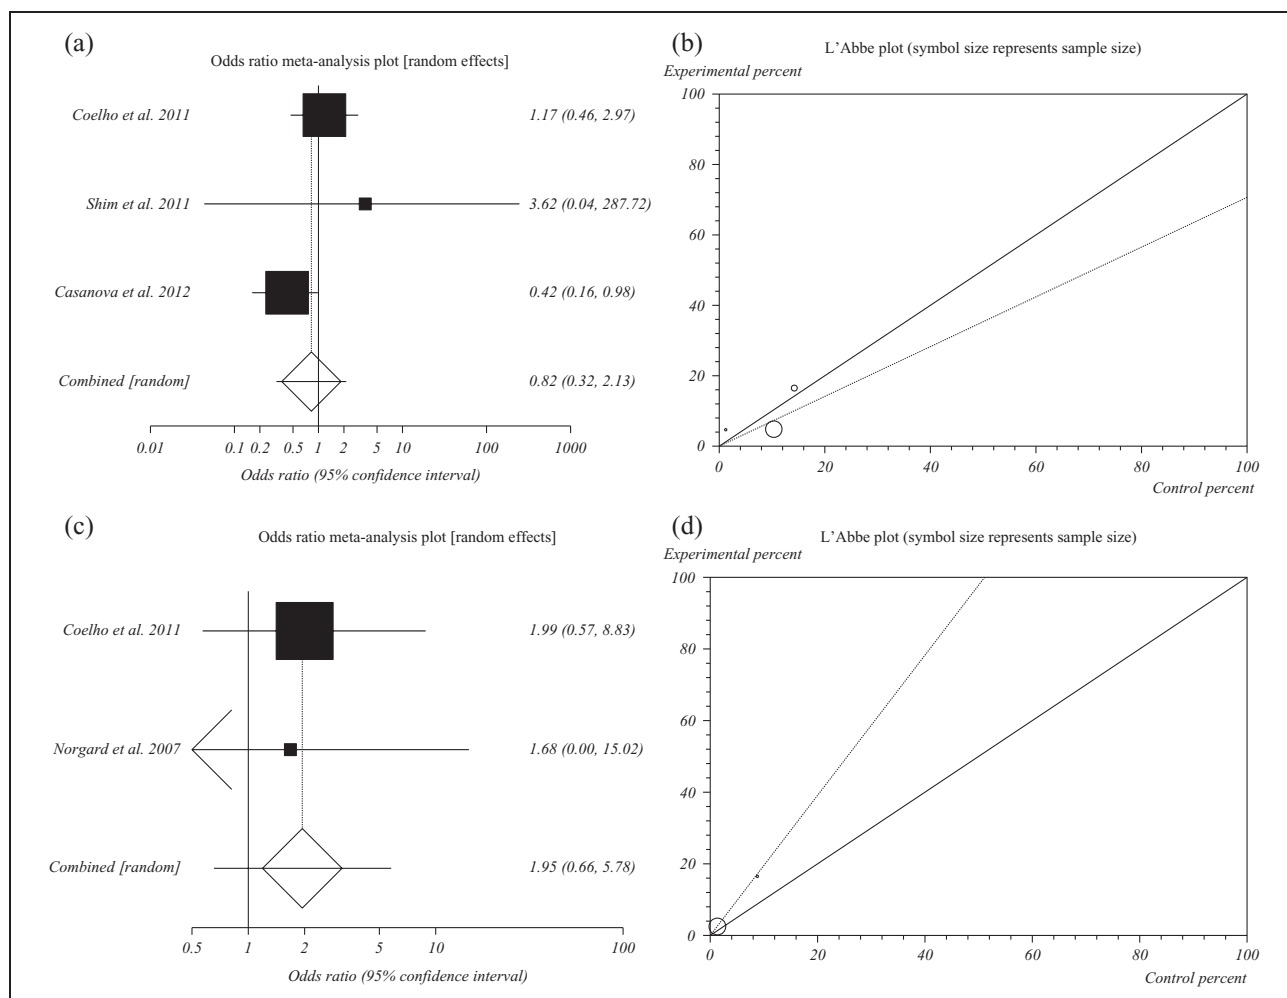 (a)
Odds ratio meta-analysis plot [random effects]
Coelho et al. 2011 1.17 (0.46, 2.97)
Shim et al. 2011 3.62 (0.04, 287.72)
Casanova et al. 2012 0.42 (0.16, 0.98)
Combined [random] 0.82 (0.32, 2.13)
0.01 0.1 0.2 0.5 1 2 5 10 100 1000
Odds ratio (95% confidence interval)
(b)
L'Abbe plot (symbol size represents sample size)
Experimental percent
100
80
60
40
20
0
0 20 40 60 80 100
Control percent
(c)
Odds ratio meta-analysis plot [random effects]
Coelho et al. 2011 1.99 (0.57, 8.83)
Norgard et al. 2007 1.68 (0.00, 15.02)
Combined [random] 1.95 (0.66, 5.78)
0.5 1 2 5 10 100
Odds ratio (95% confidence interval)
(d)
L'Abbe plot (symbol size represents sample size)
Experimental percent
100
80
60
40
20
0
0 20 40 60 80 100
Control percent